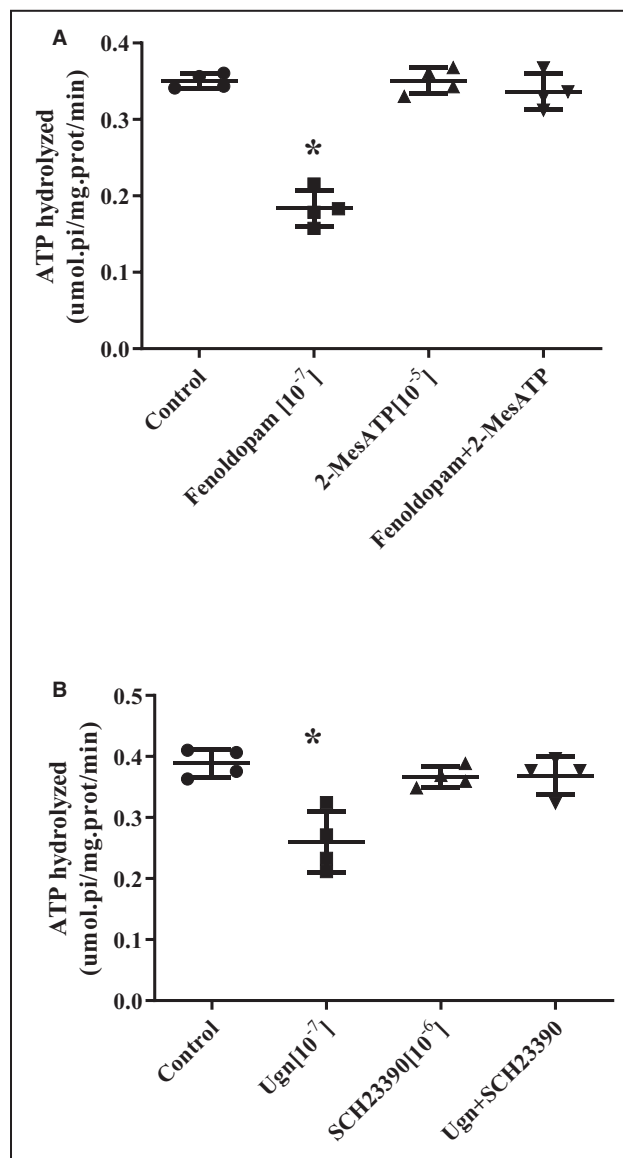 A
ATP hydrolyzed
(umol.pi/mg.prot/min)
0.4
0.3
0.2
0.1
0.0
*
Control
Fenoldopam [10⁻⁷]
2-MesATP[10⁻⁵]
Fenoldopam+2-MesATP
B
ATP hydrolyzed
(umol.pi/mg.prot/min)
0.5
0.4
0.3
0.2
0.1
0.0
*
Control
Ugn[10⁻⁷]
SCH23390[10⁻⁶]
Ugn+SCH23390